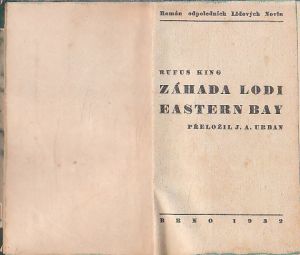 Román odpoledních Lidových Novin
RUFUS KING
ZÁHADA LODI
EASTERN BAY
PŘELOŽIL J. A. URBAN
BRNO 1932